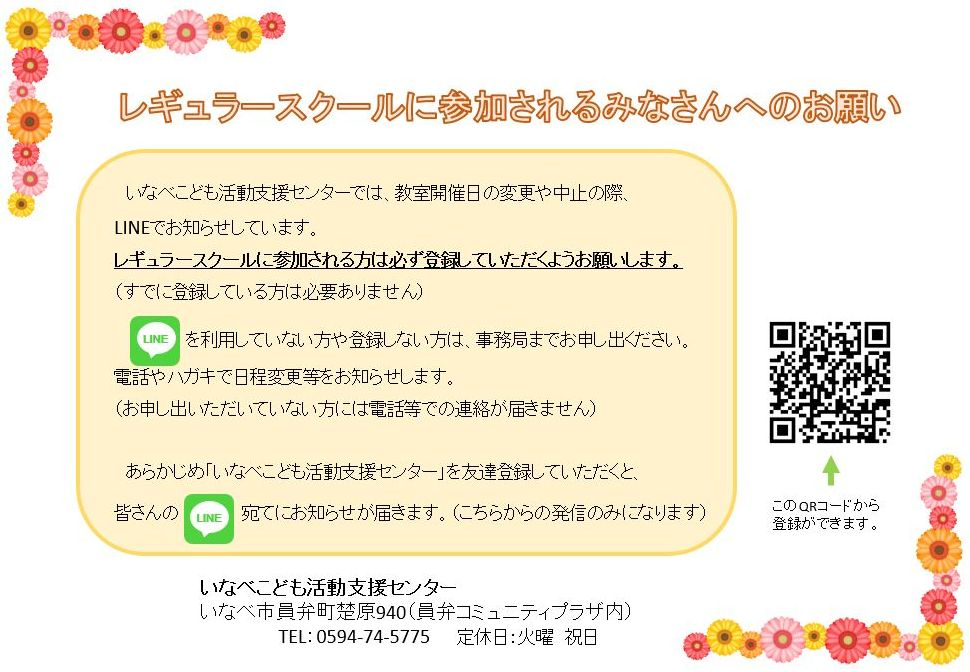 レギュラースクールに参加されるみなさんへのお願い
いなべこども活動支援センターでは、教室開催日の変更や中止の際、
LINEでお知らせしています。
レギュラースクールに参加される方は必ず登録していただくようお願いします。
（すでに登録している方は必要ありません）
LINE を利用していない方や登録しない方は、事務局までお申し出ください。
電話やハガキで日程変更等をお知らせします。
（お申し出いただいていない方には電話等での連絡が届きません）
あらかじめ「いなべこども活動支援センター」を友達登録していただくと、
皆さんの LINE 宛てにお知らせが届きます。（こちらからの発信のみになります）
このQRコードから
登録ができます。
いなべこども活動支援センター
いなべ市員弁町楚原940（員弁コミュニティプラザ内）
TEL：0594-74-5775 定休日：火曜 祝日